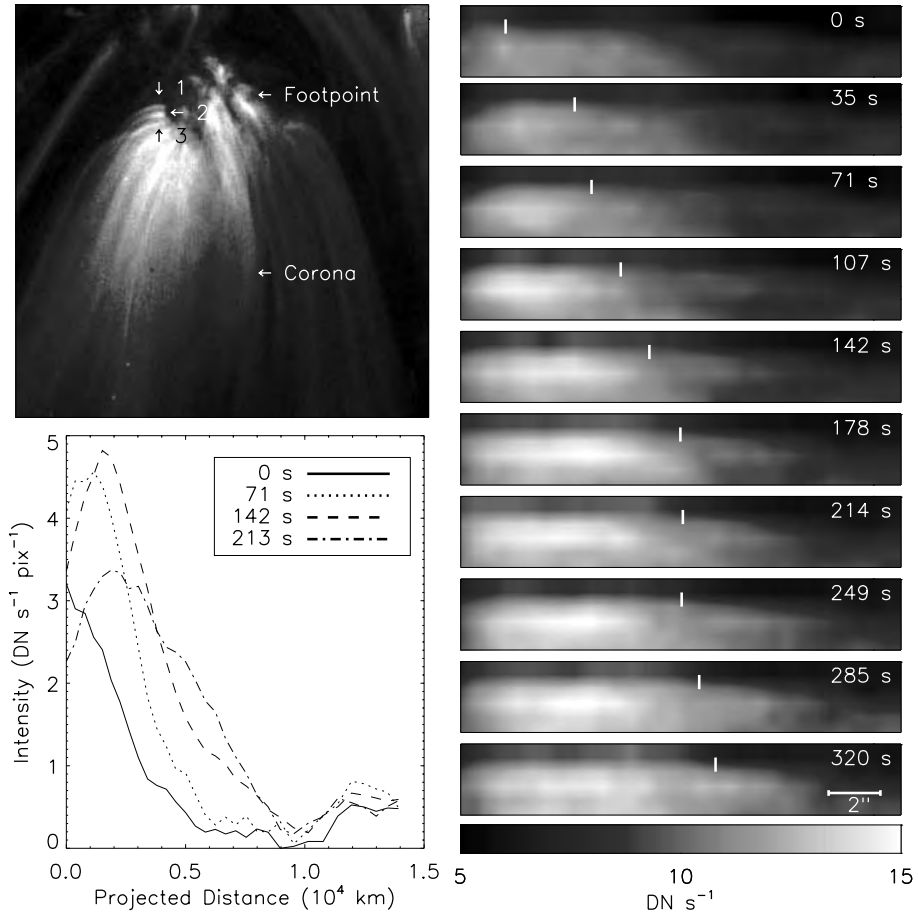 ↓ 1
← Footpoint
← 2
↑ 3
← Corona
0 s
35 s
71 s
107 s
142 s
178 s
214 s
249 s
285 s
320 s
2"
5 10 15
DN s⁻¹
5
4
3
2
1
0
Intensity (DN s⁻¹ pix⁻¹)
0 s
71 s
142 s
213 s
0.0 0.5 1.0 1.5
Projected Distance (10⁴ km)